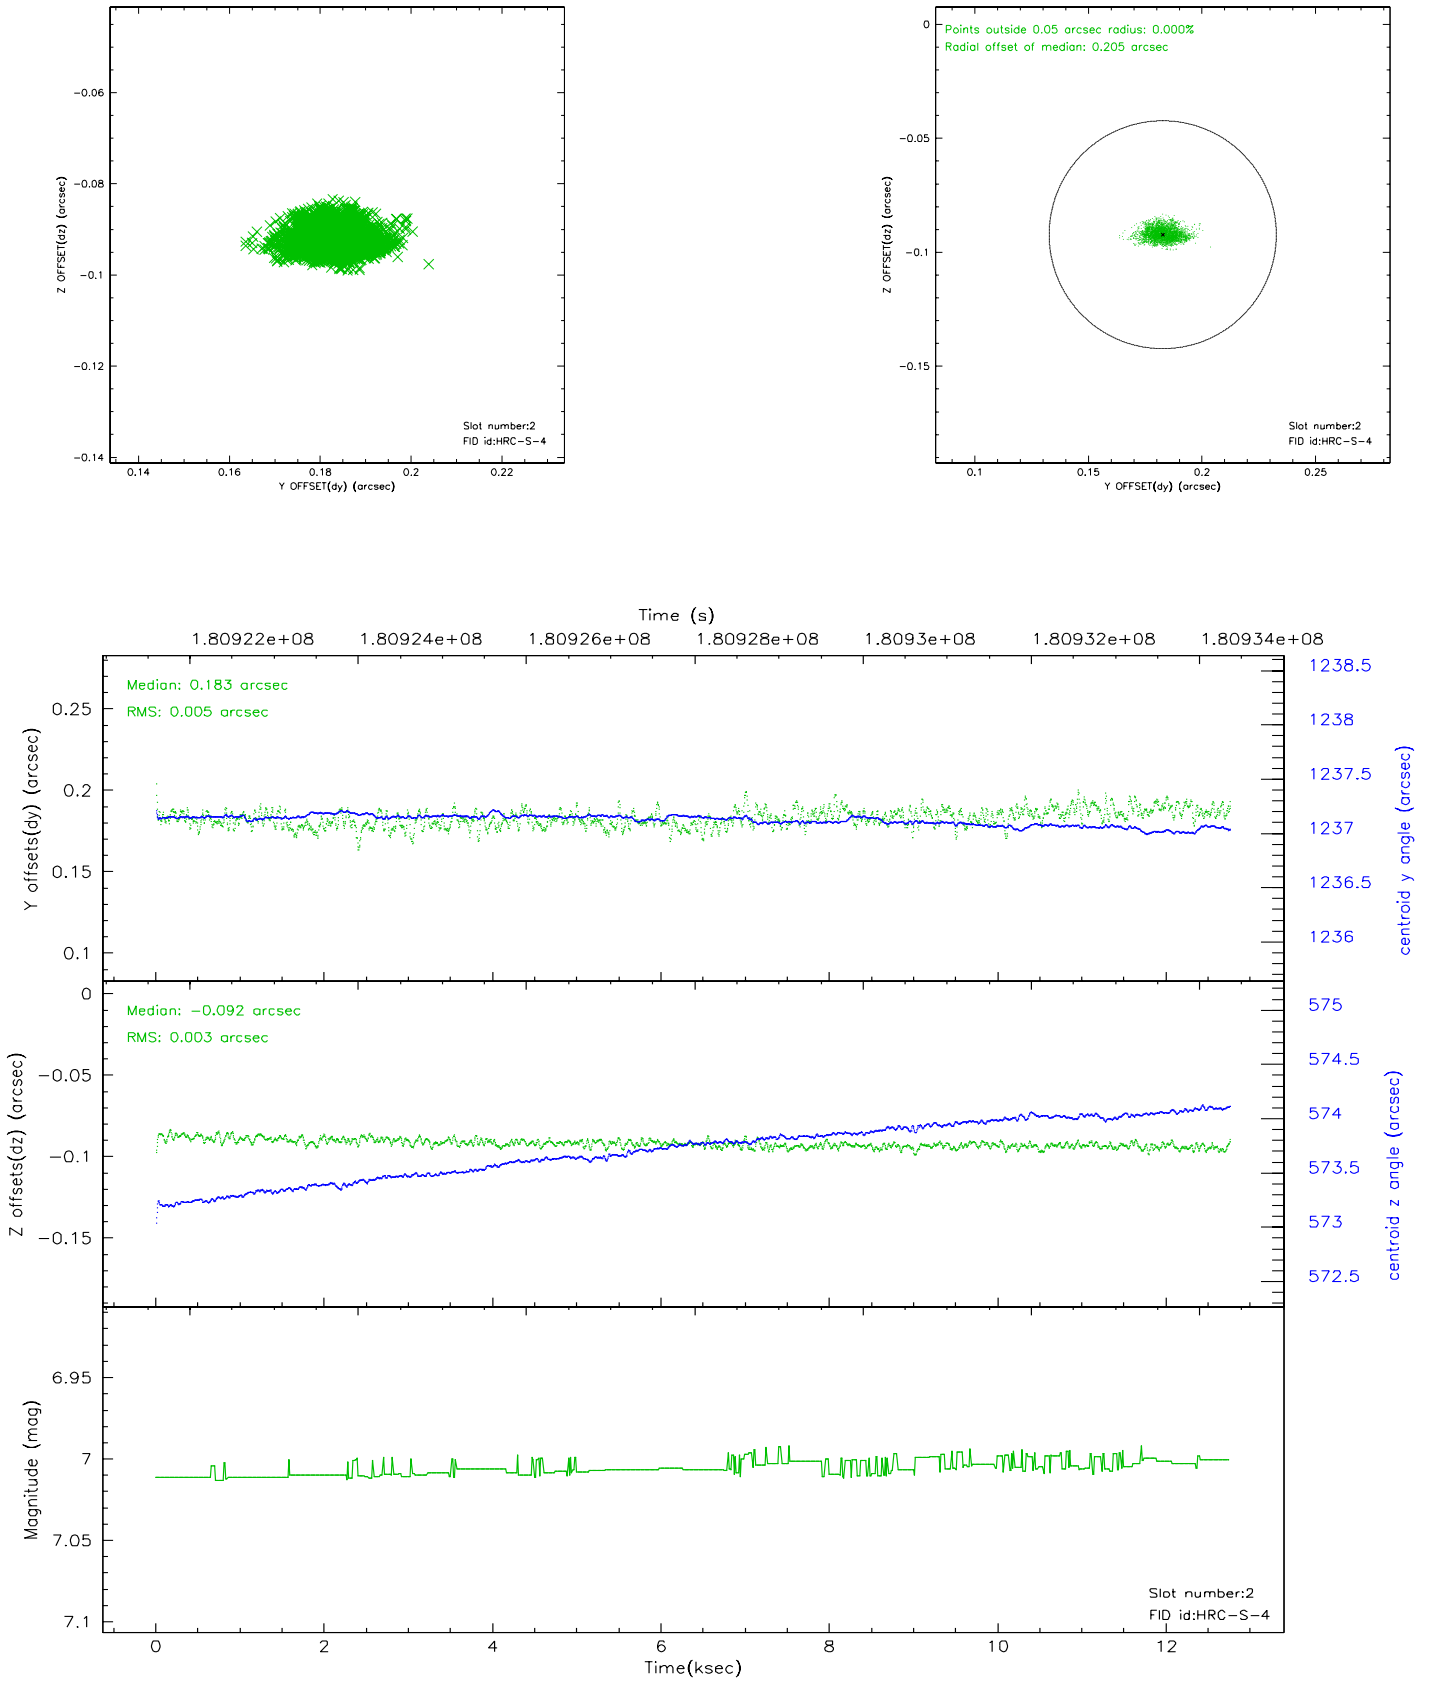 −0.06
−0.08
−0.1
−0.12
−0.14
Z OFFSET(dz) (arcsec)
0.14 0.16 0.18 0.2 0.22
Y OFFSET(dy) (arcsec)
Slot number:2
FID id:HRC−S−4
Points outside 0.05 arcsec radius: 0.000%
Radial offset of median: 0.205 arcsec
0
−0.05
−0.1
−0.15
Z OFFSET(dz) (arcsec)
0.1 0.15 0.2 0.25
Y OFFSET(dy) (arcsec)
Slot number:2
FID id:HRC−S−4
Time (s)
1.80922e+08 1.80924e+08 1.80926e+08 1.80928e+08 1.8093e+08 1.80932e+08 1.80934e+08
Median: 0.183 arcsec
RMS: 0.005 arcsec
0.25
0.2
0.15
0.1
Y offsets(dy) (arcsec)
1238.5
1238
1237.5
1237
1236.5
1236
centroid y angle (arcsec)
Median: −0.092 arcsec
RMS: 0.003 arcsec
0
−0.05
−0.1
−0.15
Z offsets(dz) (arcsec)
575
574.5
574
573.5
573
572.5
centroid z angle (arcsec)
6.95
7
7.05
7.1
Magnitude (mag)
Slot number:2
FID id:HRC−S−4
0 2 4 6 8 10 12
Time(ksec)